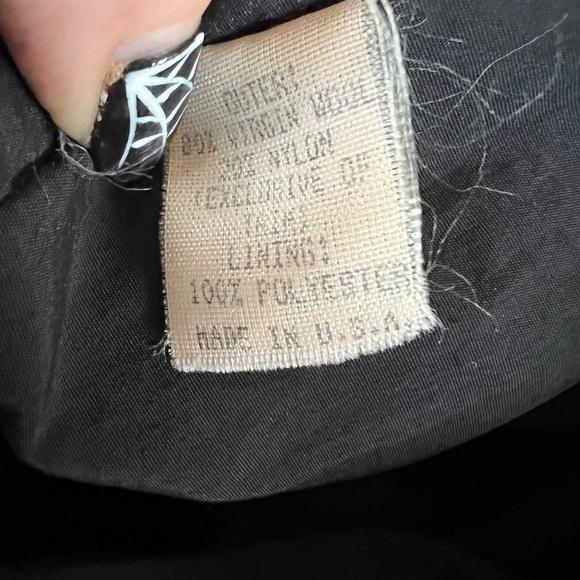 OUTER:
80% VIRGIN WOOL
20% NYLON
(EXCLUSIVE OF
TRIM)
LINING:
100% POLYESTER
MADE IN U.S.A.